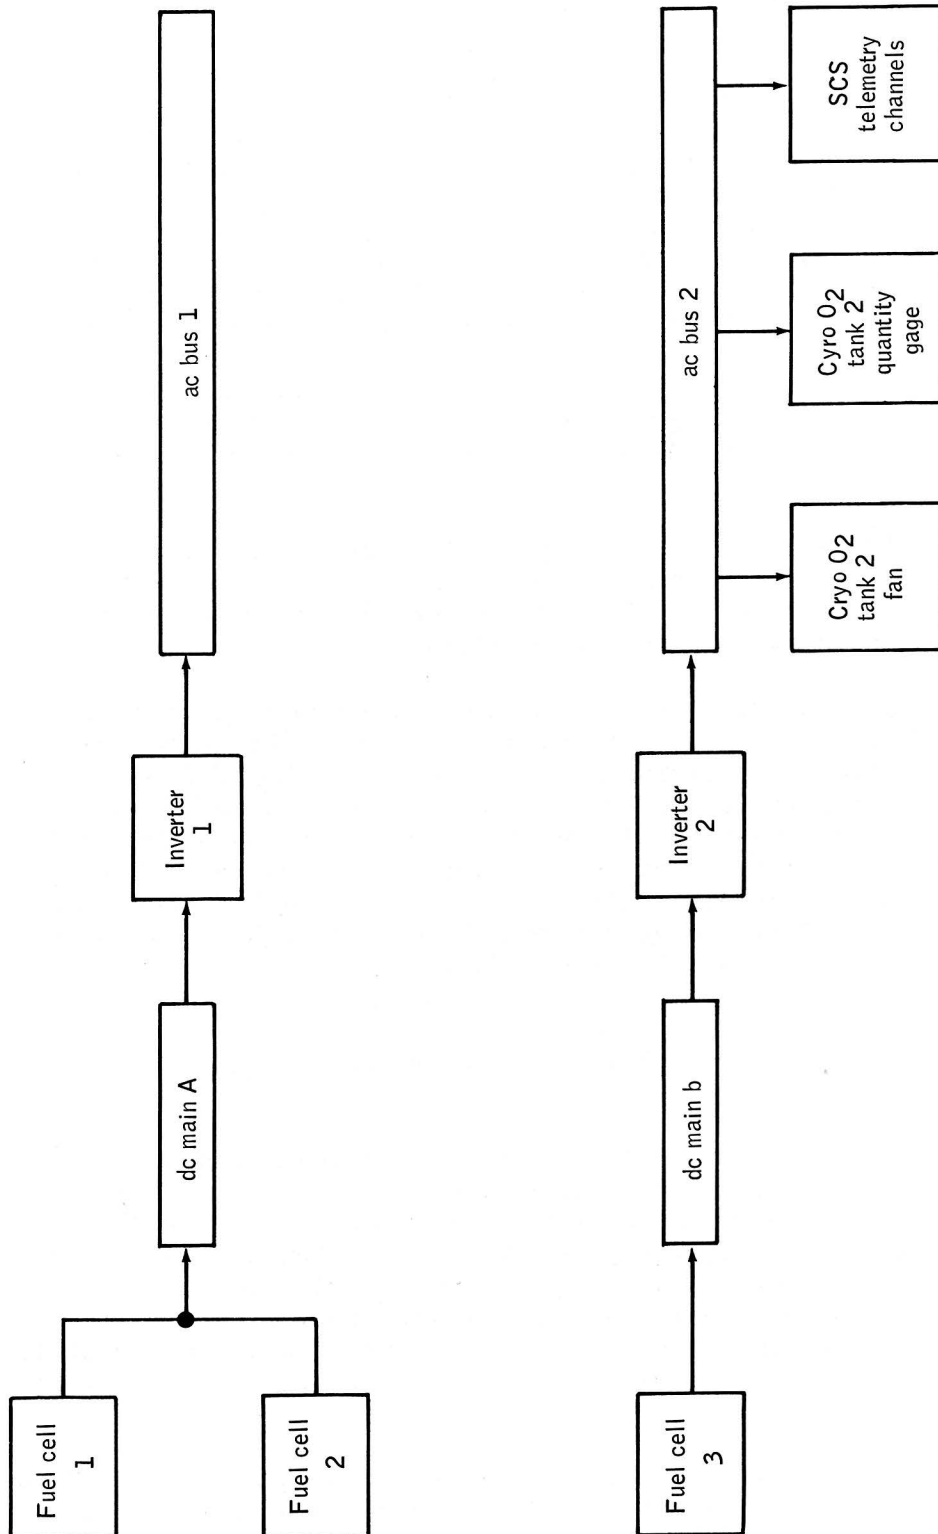 Fuel cell
1
Fuel cell
2
dc main A
Inverter
1
ac bus 1
Fuel cell
3
dc main b
Inverter
2
ac bus 2
Cryo O2
tank 2
fan
Cyro O2
tank 2
quantity
gage
SCS
telemetry
channels